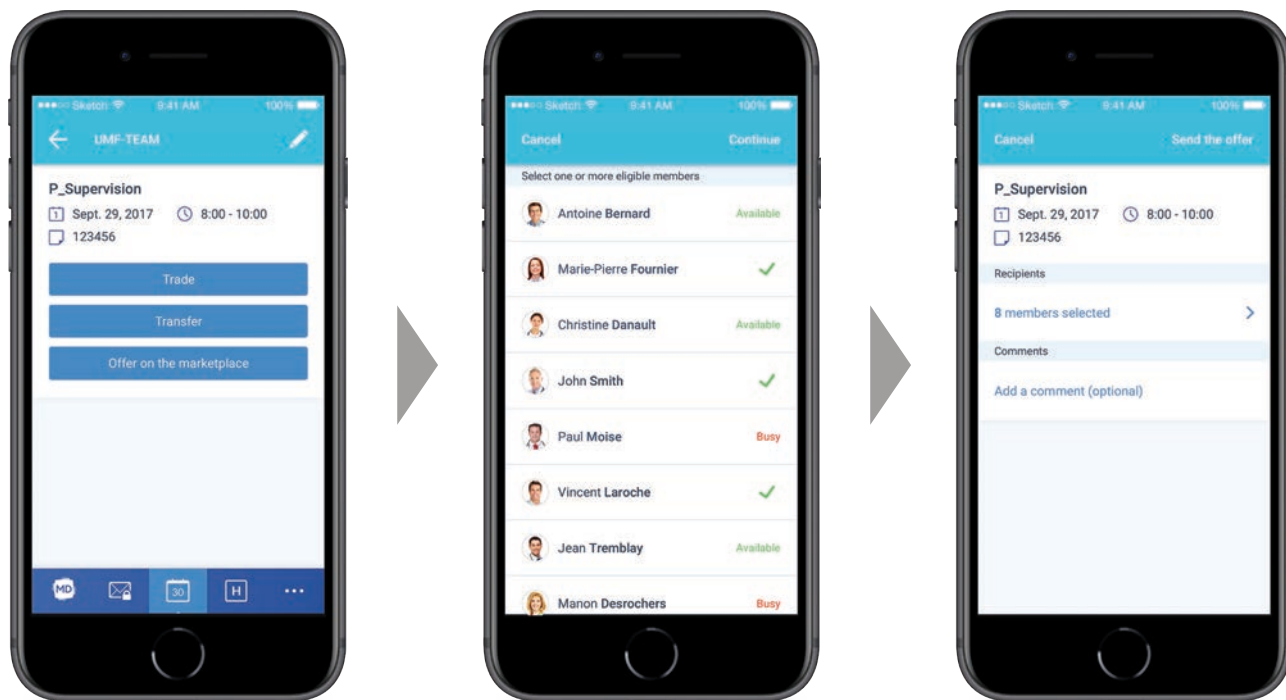 Sketch 9:41 AM 100%
UMF-TEAM
P_Supervision
1 Sept. 29, 2017 8:00 - 10:00
123456
Trade
Transfer
Offer on the marketplace
MD 30 H
Sketch 9:41 AM 100%
Cancel Continue
Select one or more eligible members
Antoine Bernard Available
Marie-Pierre Fournier
Christine Danault Available
John Smith
Paul Moise Busy
Vincent Laroche
Jean Tremblay Available
Manon Desrochers Busy
Sketch 9:41 AM 100%
Cancel Send the offer
P_Supervision
1 Sept. 29, 2017 8:00 - 10:00
123456
Recipients
8 members selected
Comments
Add a comment (optional)